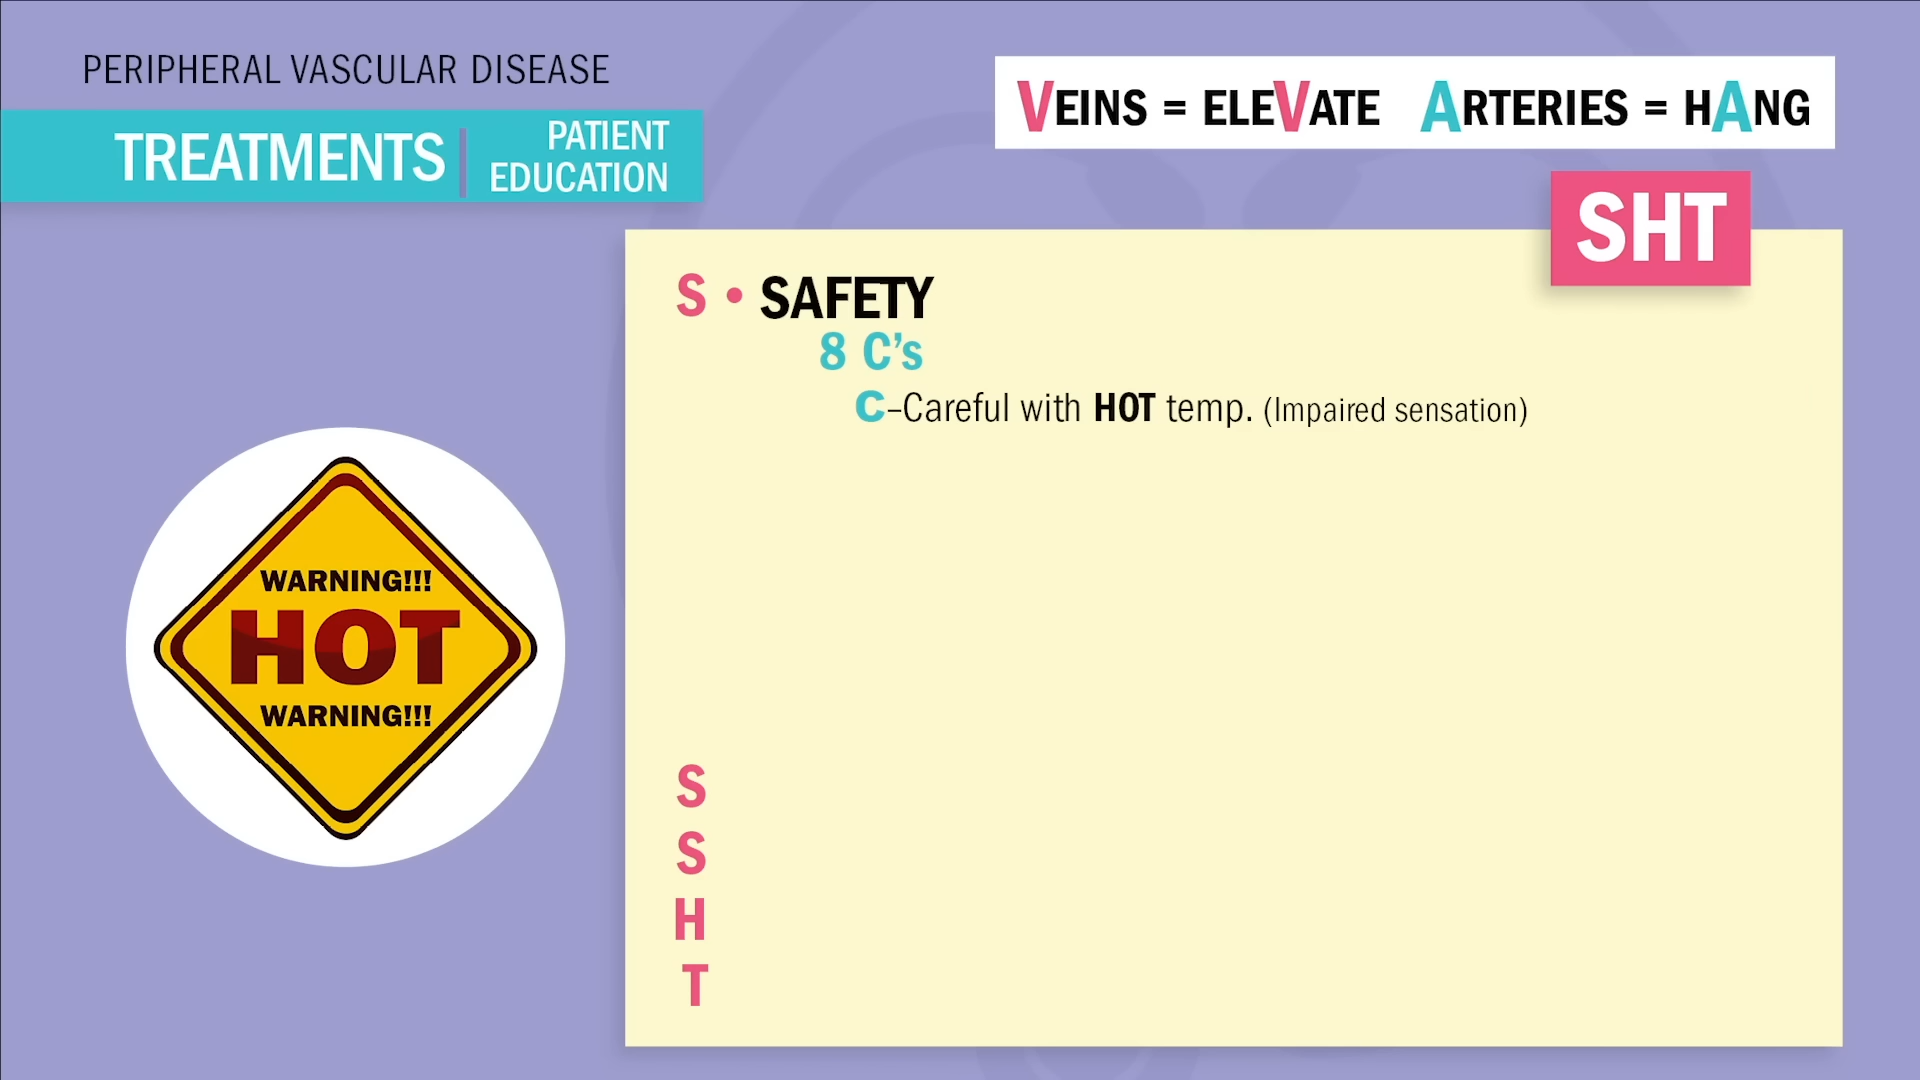 PERIPHERAL VASCULAR DISEASE
TREATMENTS
PATIENT
EDUCATION
VEINS = ELEVATE ARTERIES = HANG
SHT
S • SAFETY
8 C’s
C–Careful with HOT temp. (Impaired sensation)
WARNING!!!
HOT
WARNING!!!
S
S
H
T